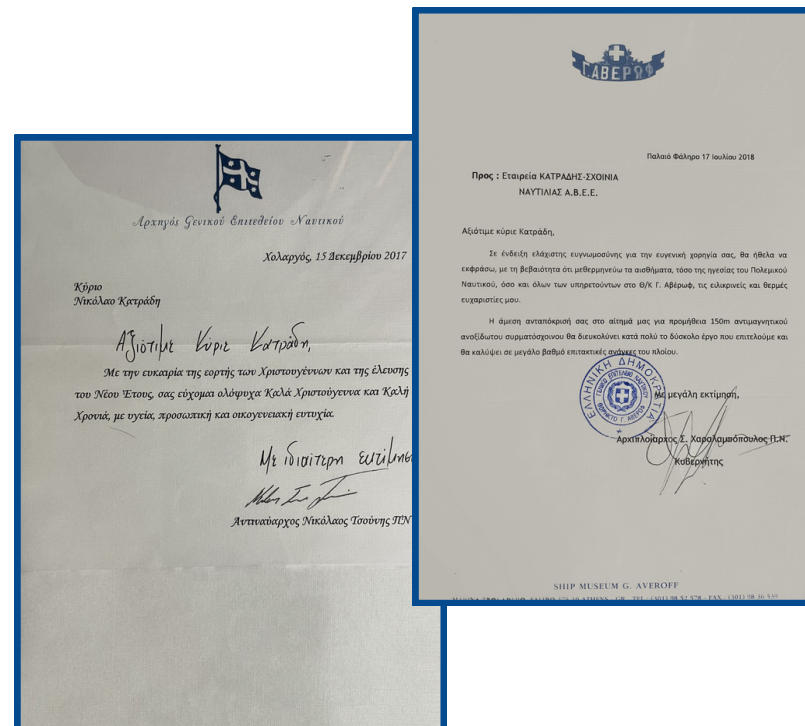 Αρχηγός Γενικού Επιτελείου Ναυτικού
Χολαργός, 15 Δεκεμβρίου 2017
Κύριο
Νικόλαο Κατράδη
Αξιότιμε Κύριε Κατράδη,
Με την ευκαιρία της εορτής των Χριστουγέννων και της έλευσης
του Νέου Έτους, σας εύχομαι ολόψυχα Καλά Χριστούγεννα και Καλή
Χρονιά, με υγεία, προσωπική και οικογενειακή ευτυχία.
Με ιδιαίτερη
Αντιναύαρχος Νικόλαος Τσούνης ΠΝ
Γ. ΑΒΕΡΩΦ
Παλαιό Φάληρο 17 Ιουλίου 2018
Προς : Εταιρεία ΚΑΤΡΑΔΗΣ-ΣΧΟΙΝΙΑ
ΝΑΥΤΙΛΙΑΣ Α.Β.Ε.Ε.
Αξιότιμε κύριε Κατράδη,
Σε ένδειξη ελάχιστης ευγνωμοσύνης για την ευγενική χορηγία σας, θα ήθελα να
εκφράσω, με τη βεβαιότητα ότι μεθερμηνεύω τα αισθήματα, τόσο της ηγεσίας του Πολεμικού
Ναυτικού, όσο και όλων των υπηρετούντων στο Θ/Κ Γ. Αβέρωφ, τις ειλικρινείς και θερμές
ευχαριστίες μου.
Η άμεση ανταπόκρισή σας στο αίτημά μας για προμήθεια 150m αντιμαγνητικού
ανοξίδωτου συρματόσχοινου θα διευκολύνει κατά πολύ το δύσκολο έργο που επιτελούμε και
θα καλύψει σε μεγάλο βαθμό επιτακτικές ανάγκες του πλοίου.
ΕΛΛΗΝΙΚΗ ΔΗΜΟΚΡΑΤΙΑ
Με μεγάλη εκτίμηση,
Αρχιπλοίαρχος Σ. Χαραλαμπόπουλος Π.Ν.
Κυβερνήτης
SHIP MUSEUM G. AVEROFF